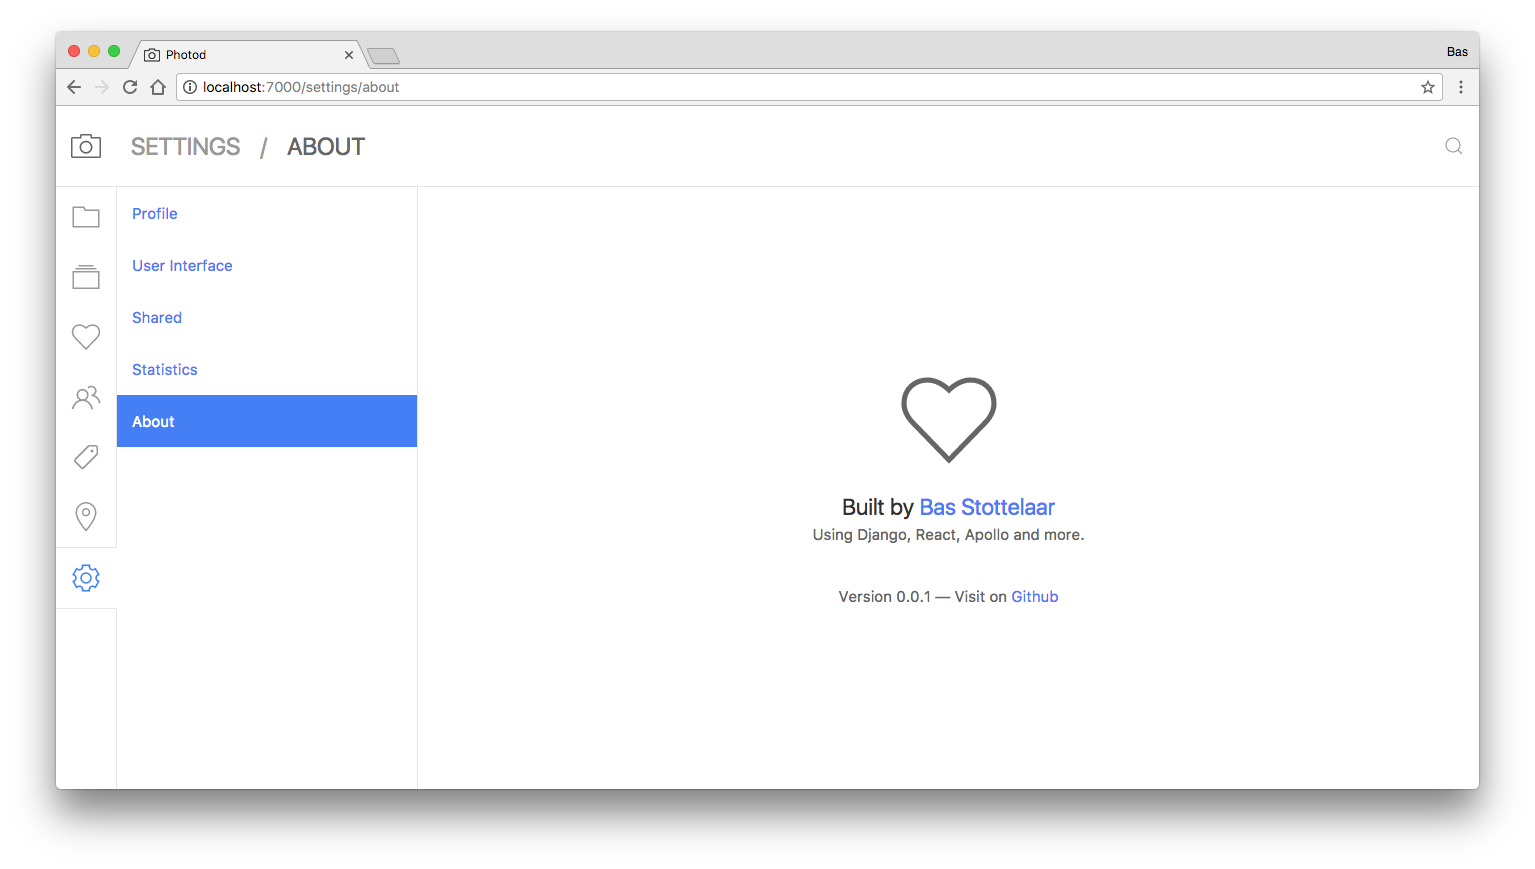 Photod
Bas
localhost:7000/settings/about
SETTINGS / ABOUT
Profile
User Interface
Shared
Statistics
About
Built by Bas Stottelaar
Using Django, React, Apollo and more.
Version 0.0.1 — Visit on Github